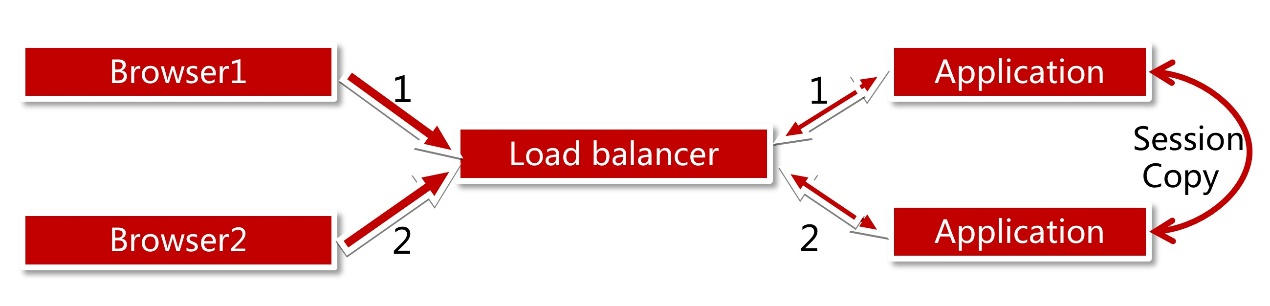 Browser1
1
1
Application
Load balancer
Session
Copy
Browser2
2
2
Application